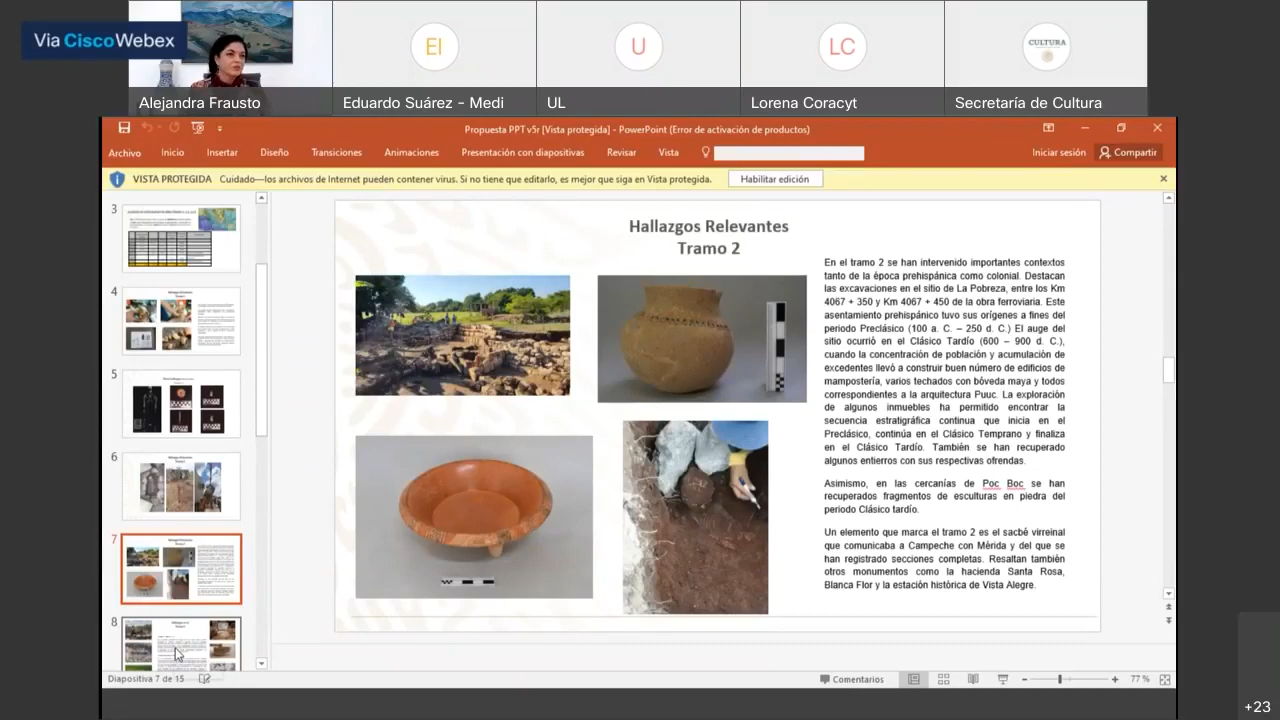 Via Cisco Webex
EI
U
LC
CULTURA
Alejandra Frausto
Eduardo Suárez - Medi
UL
Lorena Coracyt
Secretaría de Cultura
Propuesta PPT v5r [Vista protegida] - PowerPoint (Error de activación de productos)
Archivo
Inicio
Insertar
Diseño
Transiciones
Animaciones
Presentación con diapositivas
Revisar
Vista
Iniciar sesión
Compartir
VISTA PROTEGIDA
Cuidado—los archivos de Internet pueden contener virus. Si no tiene que editarlo, es mejor que siga en Vista protegida.
Habilitar edición
3
4
5
6
7
8
Hallazgos Relevantes
Tramo 2
En el tramo 2 se han intervenido importantes contextos
tanto de la época prehispánica como colonial. Destacan
las excavaciones en el sitio de La Pobreza, entre los Km
4067 + 350 y Km 4067 + 450 de la obra ferroviaria. Este
asentamiento prehispánico tuvo sus orígenes a fines del
periodo Preclásico (100 a. C. – 250 d. C.) El auge del
sitio ocurrió en el Clásico Tardío (600 – 900 d. C.),
cuando la concentración de población y acumulación de
excedentes llevó a construir buen número de edificios de
mampostería, varios techados con bóveda maya y todos
correspondientes a la arquitectura Puuc. La exploración
de algunos inmuebles ha permitido encontrar la
secuencia estratigráfica continua que inicia en el
Preclásico, continúa en el Clásico Temprano y finaliza
en el Clásico Tardío. También se han recuperado
algunos entierros con sus respectivas ofrendas.
Asimismo, en las cercanías de Poc Boc se han
recuperados fragmentos de esculturas en piedra del
periodo Clásico tardío.
Un elemento que marca el tramo 2 es el sacbé virreinal
que comunicaba a Campeche con Mérida y del que se
han registrado secciones completas. Resaltan también
otros monumentos como la hacienda Santa Rosa,
Blanca Flor y la estación histórica de Vista Alegre.
Diapositiva 7 de 15
Comentarios
77 %
+23